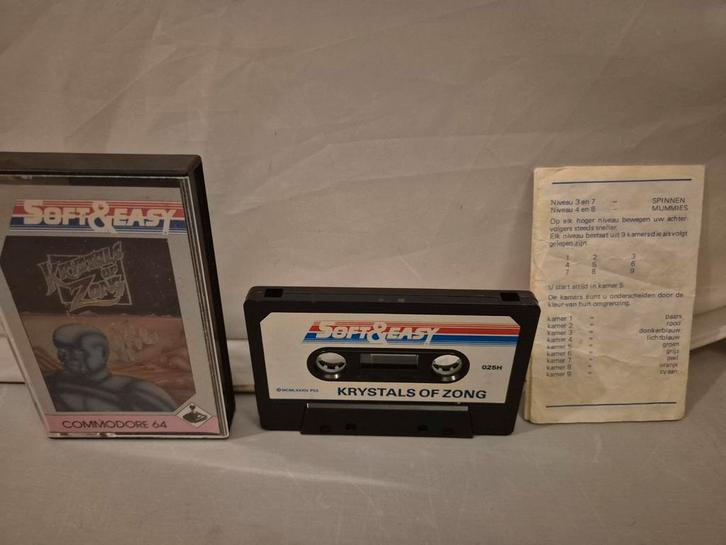 SOFT&EASY
KRYSTALS
OF
ZONG
COMMODORE 64
SOFT&EASY
025H
KRYSTALS OF ZONG
Niveau 3 en 7 – SPINNEN
Niveau 4 en 8 – MUMMIES
Op elk hoger niveau bewegen uw achter-
volgers steeds sneller.
Elk niveau bestaat uit 9 kamers die als volgt
gelegen zijn
1 2 3
4 5 6
7 8 9
U start altijd in kamer 5
De kamers kunt u onderscheiden door de
kleur van hun omgrenzing.
kamer 1 – paars
kamer 2 – rood
kamer 3 – donkerblauw
kamer 4 – lichtblauw
kamer 5 – groen
kamer 6 – grijs
kamer 7 – geel
kamer 8 – oranje
kamer 9 – cyaan